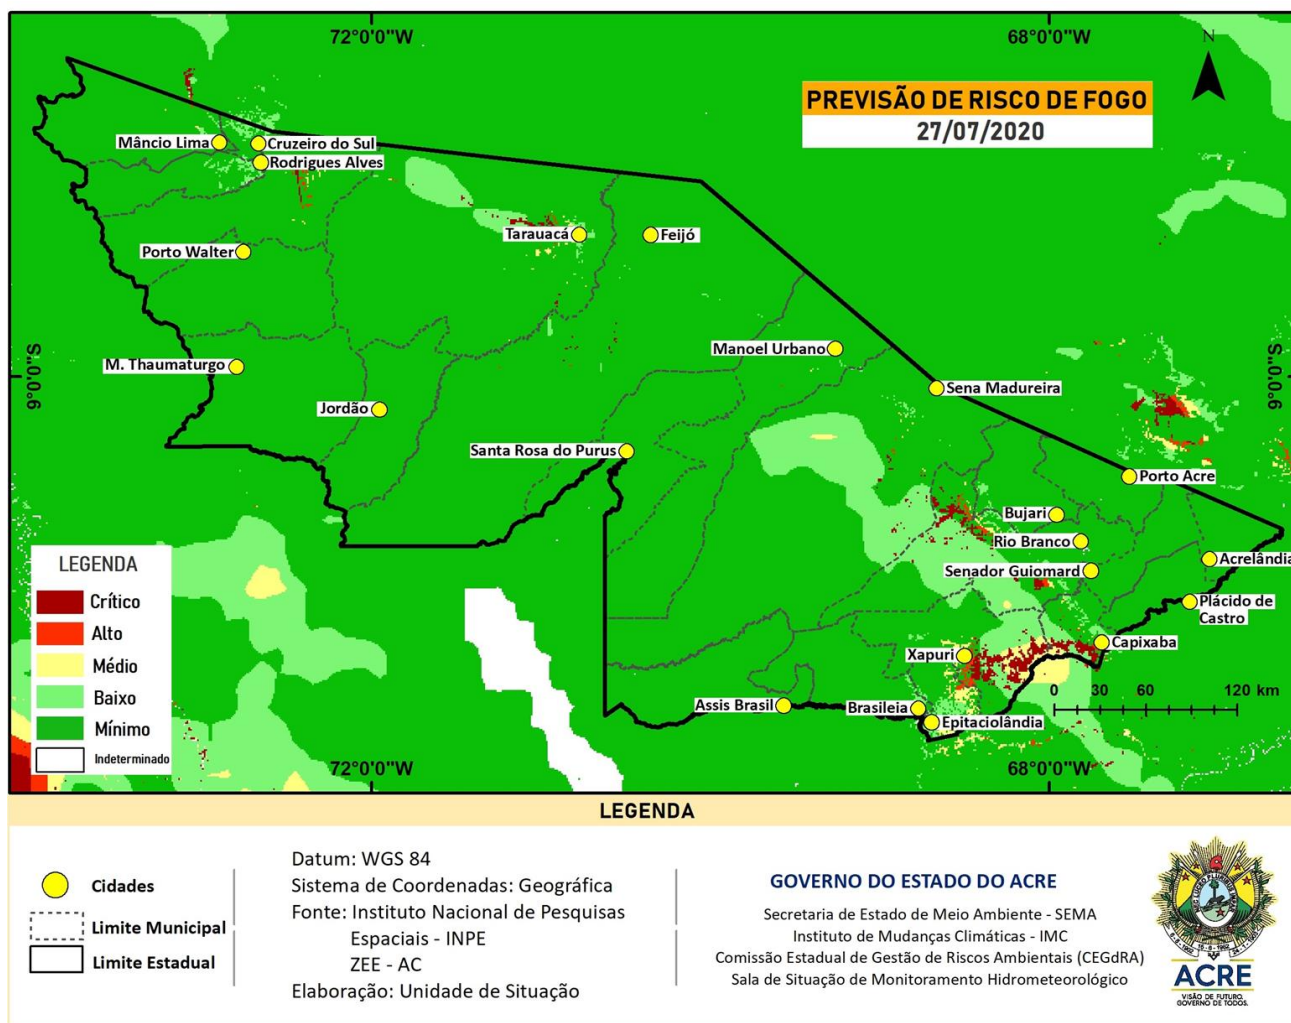 72°0'0"W
68°0'0"W
N
PREVISÃO DE RISCO DE FOGO
27/07/2020
Mâncio Lima
Cruzeiro do Sul
Rodrigues Alves
Tarauacá
Feijó
Porto Walter
Manoel Urbano
9°0'0"S
9°0'0"S
M. Thaumaturgo
Sena Madureira
Jordão
Santa Rosa do Purus
Porto Acre
Bujari
Rio Branco
Acrelândia
Senador Guiomard
Plácido de
Castro
Capixaba
Xapuri
Assis Brasil
Brasileia
Epitaciolândia
0 30 60 120 km
LEGENDA
Crítico
Alto
Médio
Baixo
Mínimo
Indeterminado
72°0'0"W
68°0'0"W
LEGENDA
Cidades
Limite Municipal
Limite Estadual
Datum: WGS 84
Sistema de Coordenadas: Geográfica
Fonte: Instituto Nacional de Pesquisas
Espaciais - INPE
ZEE - AC
Elaboração: Unidade de Situação
GOVERNO DO ESTADO DO ACRE
Secretaria de Estado de Meio Ambiente - SEMA
Instituto de Mudanças Climáticas - IMC
Comissão Estadual de Gestão de Riscos Ambientais (CEGdRA)
Sala de Situação de Monitoramento Hidrometeorológico
ACRE
VISÃO DE FUTURO.
GOVERNO DE TODOS.